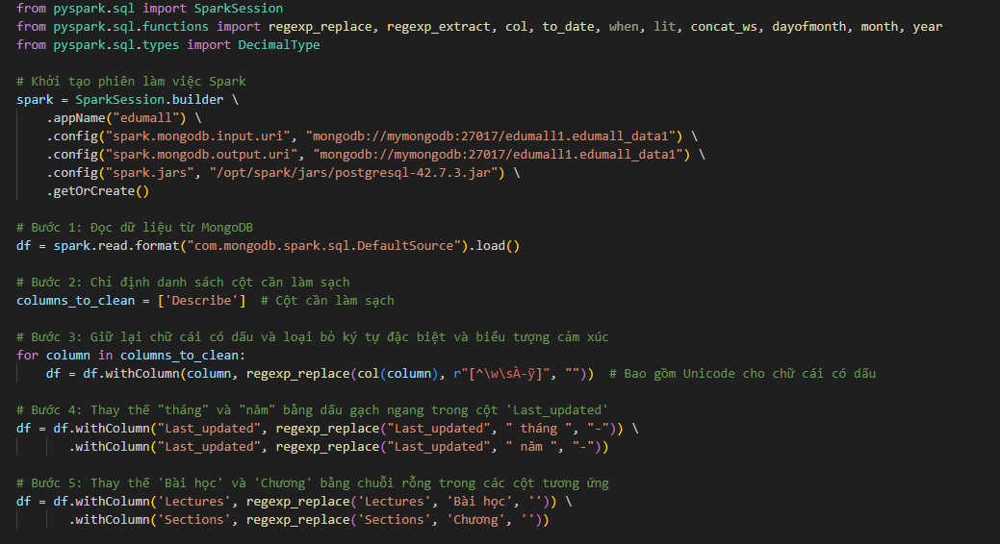 from pyspark.sql import SparkSession
from pyspark.sql.functions import regexp_replace, regexp_extract, col, to_date, when, lit, concat_ws, dayofmonth, month, year
from pyspark.sql.types import DecimalType
# Khởi tạo phiên làm việc Spark
spark = SparkSession.builder \
    .appName("edumall") \
    .config("spark.mongodb.input.uri", "mongodb://mymongodb:27017/edumall1.edumall_data1") \
    .config("spark.mongodb.output.uri", "mongodb://mymongodb:27017/edumall1.edumall_data1") \
    .config("spark.jars", "/opt/spark/jars/postgresql-42.7.3.jar") \
    .getOrCreate()
# Bước 1: Đọc dữ liệu từ MongoDB
df = spark.read.format("com.mongodb.spark.sql.DefaultSource").load()
# Bước 2: Chỉ định danh sách cột cần làm sạch
columns_to_clean = ['Describe']  # Cột cần làm sạch
# Bước 3: Giữ lại chữ cái có dấu và loại bỏ ký tự đặc biệt và biểu tượng cảm xúc
for column in columns_to_clean:
    df = df.withColumn(column, regexp_replace(col(column), r"[^\w\sÀ-ỹ]", ""))  # Bao gồm Unicode cho chữ cái có dấu
# Bước 4: Thay thế "tháng" và "năm" bằng dấu gạch ngang trong cột 'Last_updated'
df = df.withColumn("Last_updated", regexp_replace("Last_updated", " tháng ", "-")) \
       .withColumn("Last_updated", regexp_replace("Last_updated", " năm ", "-"))
# Bước 5: Thay thế 'Bài học' và 'Chương' bằng chuỗi rỗng trong các cột tương ứng
df = df.withColumn('Lectures', regexp_replace('Lectures', 'Bài học', '')) \
       .withColumn('Sections', regexp_replace('Sections', 'Chương', ''))